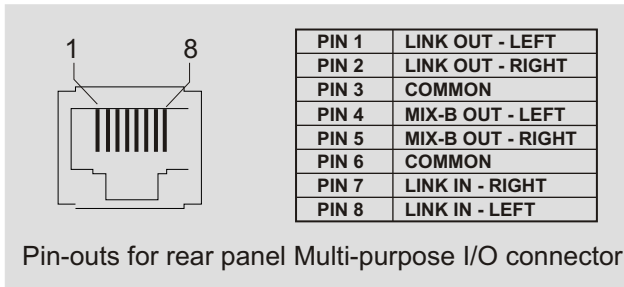 1 8
PIN 1 LINK OUT - LEFT
PIN 2 LINK OUT - RIGHT
PIN 3 COMMON
PIN 4 MIX-B OUT - LEFT
PIN 5 MIX-B OUT - RIGHT
PIN 6 COMMON
PIN 7 LINK IN - RIGHT
PIN 8 LINK IN - LEFT
Pin-outs for rear panel Multi-purpose I/O connector